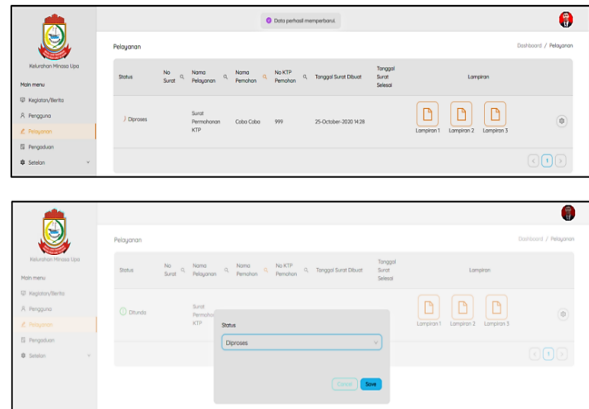 Data perhasil memperbarui.
Kelurahan Minasa Upa
Pelayanan
Dashboard / Pelayanan
Main menu
Kegiatan/Berita
Pengguna
Pelayanan
Pengaduan
Setelan
Status
No Surat
Nama Pelayanan
Nama Pemohon
No KTP Pemohon
Tanggal Surat Dibuat
Tanggal Surat Selesai
Lampiran
Diproses
Surat Permohonan KTP
Coba Coba
999
25-October-2020 14:28
Lampiran 1
Lampiran 2
Lampiran 3
1
Kelurahan Minasa Upa
Pelayanan
Dashboard / Pelayanan
Main menu
Kegiatan/Berita
Pengguna
Pelayanan
Pengaduan
Setelan
Status
No Surat
Nama Pelayanan
Nama Pemohon
No KTP Pemohon
Tanggal Surat Dibuat
Tanggal Surat Selesai
Lampiran
Ditunda
Surat
KTP
Lampiran 1
Lampiran 2
Lampiran 3
1
Status
Diproses
Cancel
Save